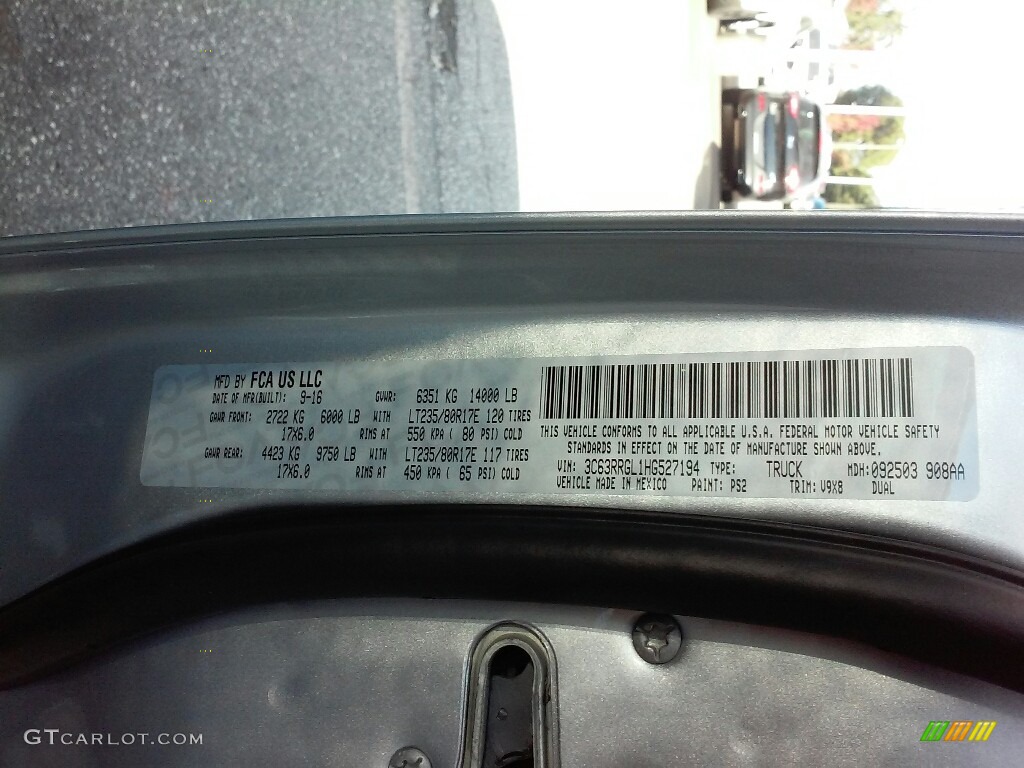 MFD BY FCA US LLC
DATE OF MFR(BUILT): 9-16 GVWR: 6351 KG 14000 LB
GAWR FRONT: 2722 KG 6000 LB WITH LT235/80R17E 120 TIRES
17X6.0 RIMS AT 550 KPA ( 80 PSI) COLD
GAWR REAR: 4423 KG 9750 LB WITH LT235/80R17E 117 TIRES
17X6.0 RIMS AT 450 KPA ( 65 PSI) COLD
THIS VEHICLE CONFORMS TO ALL APPLICABLE U.S.A. FEDERAL MOTOR VEHICLE SAFETY
STANDARDS IN EFFECT ON THE DATE OF MANUFACTURE SHOWN ABOVE.
VIN: 3C63RRGL1HG527194 TYPE: TRUCK MDH: 092503 908AA
VEHICLE MADE IN MEXICO PAINT: PS2 TRIM: V9X8 DUAL
GTCARLOT.COM